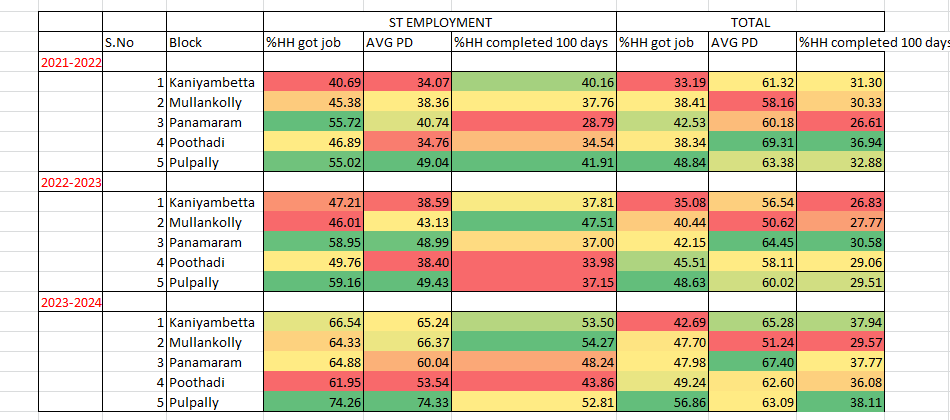 ST EMPLOYMENT TOTAL
S.No Block %HH got job AVG PD %HH completed 100 days %HH got job AVG PD %HH completed 100 days
2021-2022
1 Kaniyambetta 40.69 34.07 40.16 33.19 61.32 31.30
2 Mullankolly 45.38 38.36 37.76 38.41 58.16 30.33
3 Panamaram 55.72 40.74 28.79 42.53 60.18 26.61
4 Poothadi 46.89 34.76 34.54 38.34 69.31 36.94
5 Pulpally 55.02 49.04 41.91 48.84 63.38 32.88
2022-2023
1 Kaniyambetta 47.21 38.59 37.81 35.08 56.54 26.83
2 Mullankolly 46.01 43.13 47.51 40.44 50.62 27.77
3 Panamaram 58.95 48.99 37.00 42.15 64.45 30.58
4 Poothadi 49.76 38.40 33.98 45.51 58.11 29.06
5 Pulpally 59.16 49.43 37.15 48.63 60.02 29.51
2023-2024
1 Kaniyambetta 66.54 65.24 53.50 42.69 65.28 37.94
2 Mullankolly 64.33 66.37 54.27 47.70 51.24 29.57
3 Panamaram 64.88 60.04 48.24 47.98 67.40 37.77
4 Poothadi 61.95 53.54 43.86 49.24 62.60 36.08
5 Pulpally 74.26 74.33 52.81 56.86 63.09 38.11